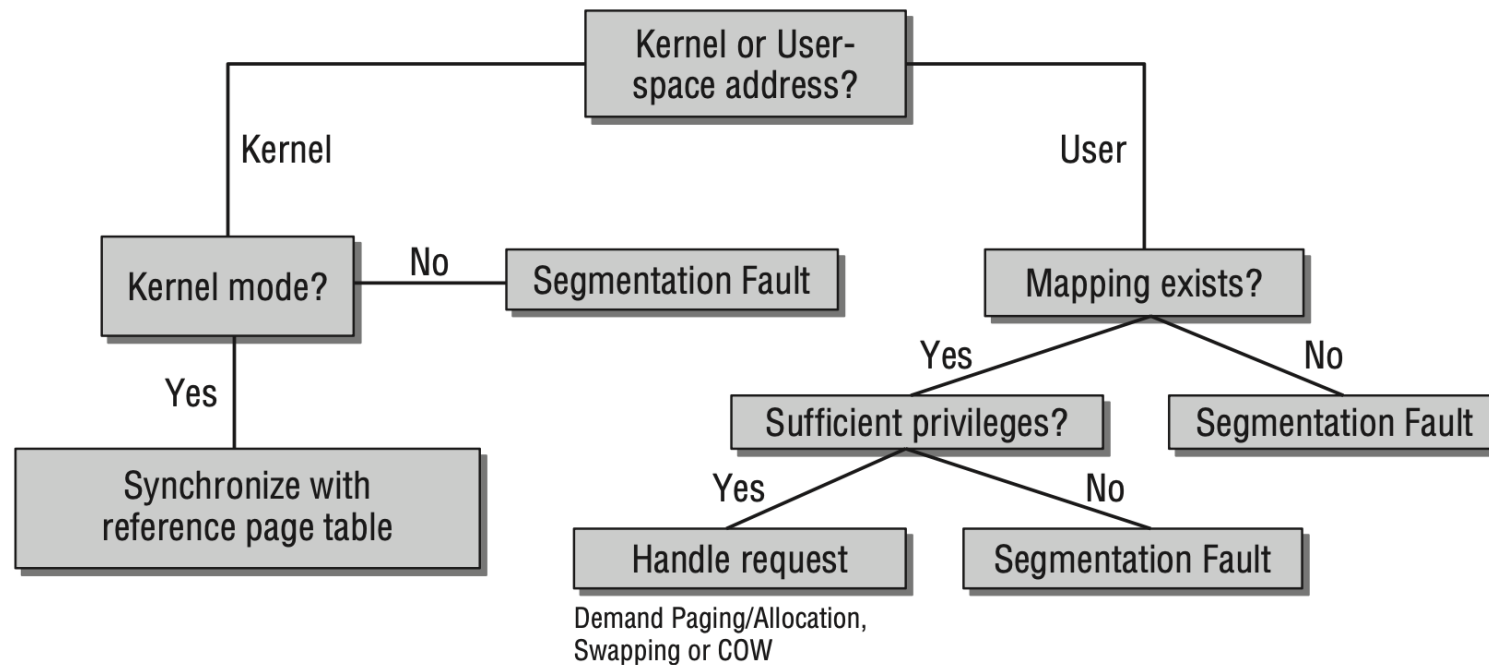 Kernel or User-
space address?
Kernel
User
Kernel mode?
No
Segmentation Fault
Mapping exists?
Yes
Yes
No
Sufficient privileges?
Segmentation Fault
Synchronize with
reference page table
Yes
No
Handle request
Segmentation Fault
Demand Paging/Allocation,
Swapping or COW